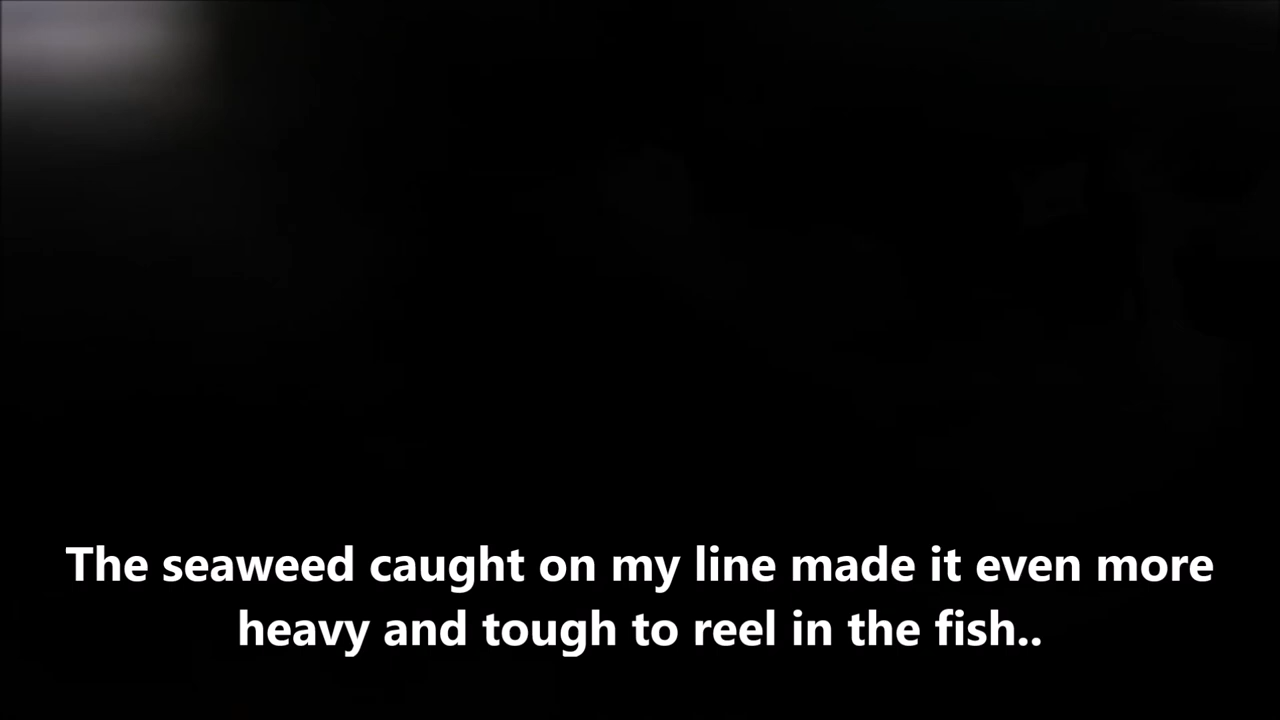 The seaweed caught on my line made it even more
heavy and tough to reel in the fish..